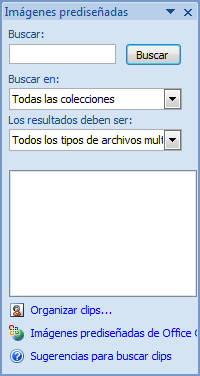 Imágenes prediseñadas
Buscar:
Buscar
Buscar en:
Todas las colecciones
Los resultados deben ser:
Todos los tipos de archivos mult
Organizar clips...
Imágenes prediseñadas de Office
Sugerencias para buscar clips